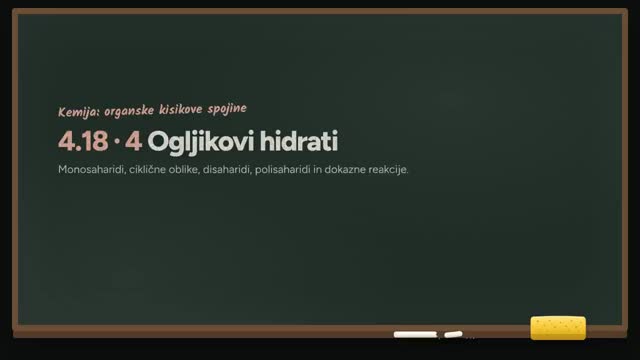 Kemija: organske kisikove spojine
4.18 · 4 Ogljikovi hidrati
Monosaharidi, ciklične oblike, disaharidi, polisaharidi in dokazne reakcije.